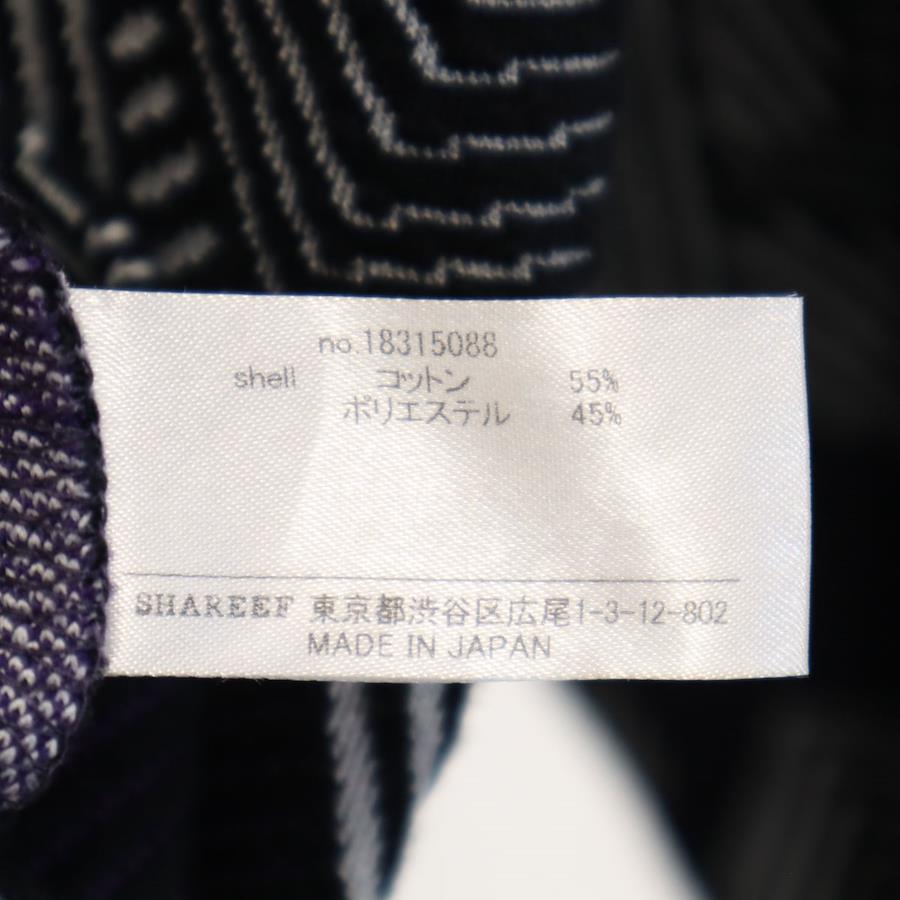 no.18315088
shell コットン 55%
ポリエステル 45%
SHAREEF 東京都渋谷区広尾1-3-12-802
MADE IN JAPAN